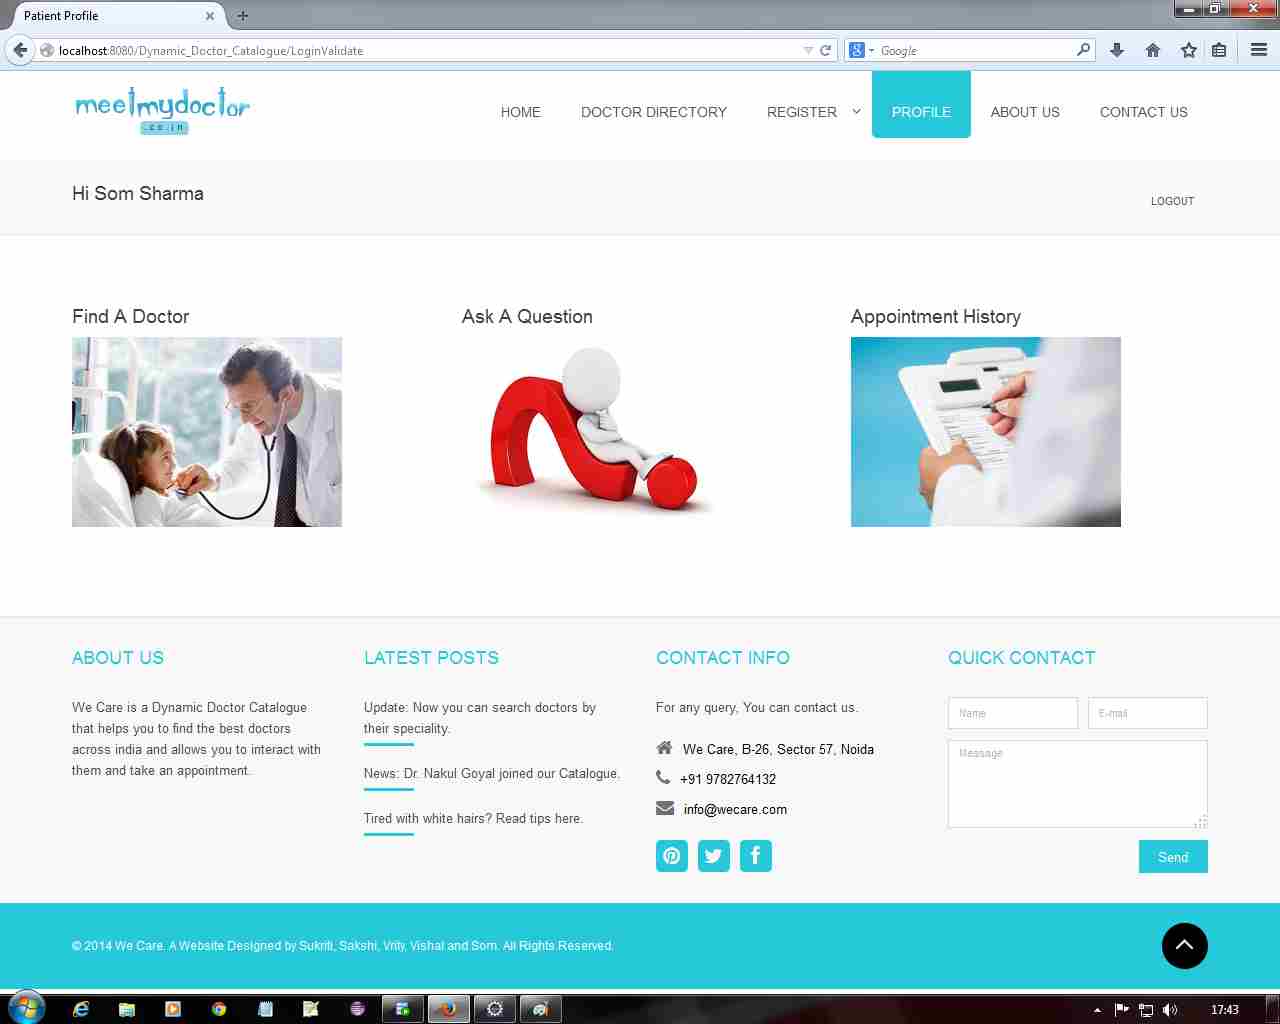 Patient Profile
localhost:8080/Dynamic_Doctor_Catalogue/LoginValidate
Google
meetmydoctor
.co.in
HOME
DOCTOR DIRECTORY
REGISTER
PROFILE
ABOUT US
CONTACT US
Hi Som Sharma
LOGOUT
Find A Doctor
Ask A Question
Appointment History
ABOUT US
We Care is a Dynamic Doctor Catalogue
that helps you to find the best doctors
across india and allows you to interact with
them and take an appointment.
LATEST POSTS
Update: Now you can search doctors by
their speciality.
News: Dr. Nakul Goyal joined our Catalogue.
Tired with white hairs? Read tips here.
CONTACT INFO
For any query, You can contact us.
We Care, B-26, Sector 57, Noida
+91 9782764132
info@wecare.com
QUICK CONTACT
Name
E-mail
Message
Send
© 2014 We Care. A Website Designed by Sukriti, Sakshi, Vrity, Vishal and Som. All Rights Reserved.
17:43